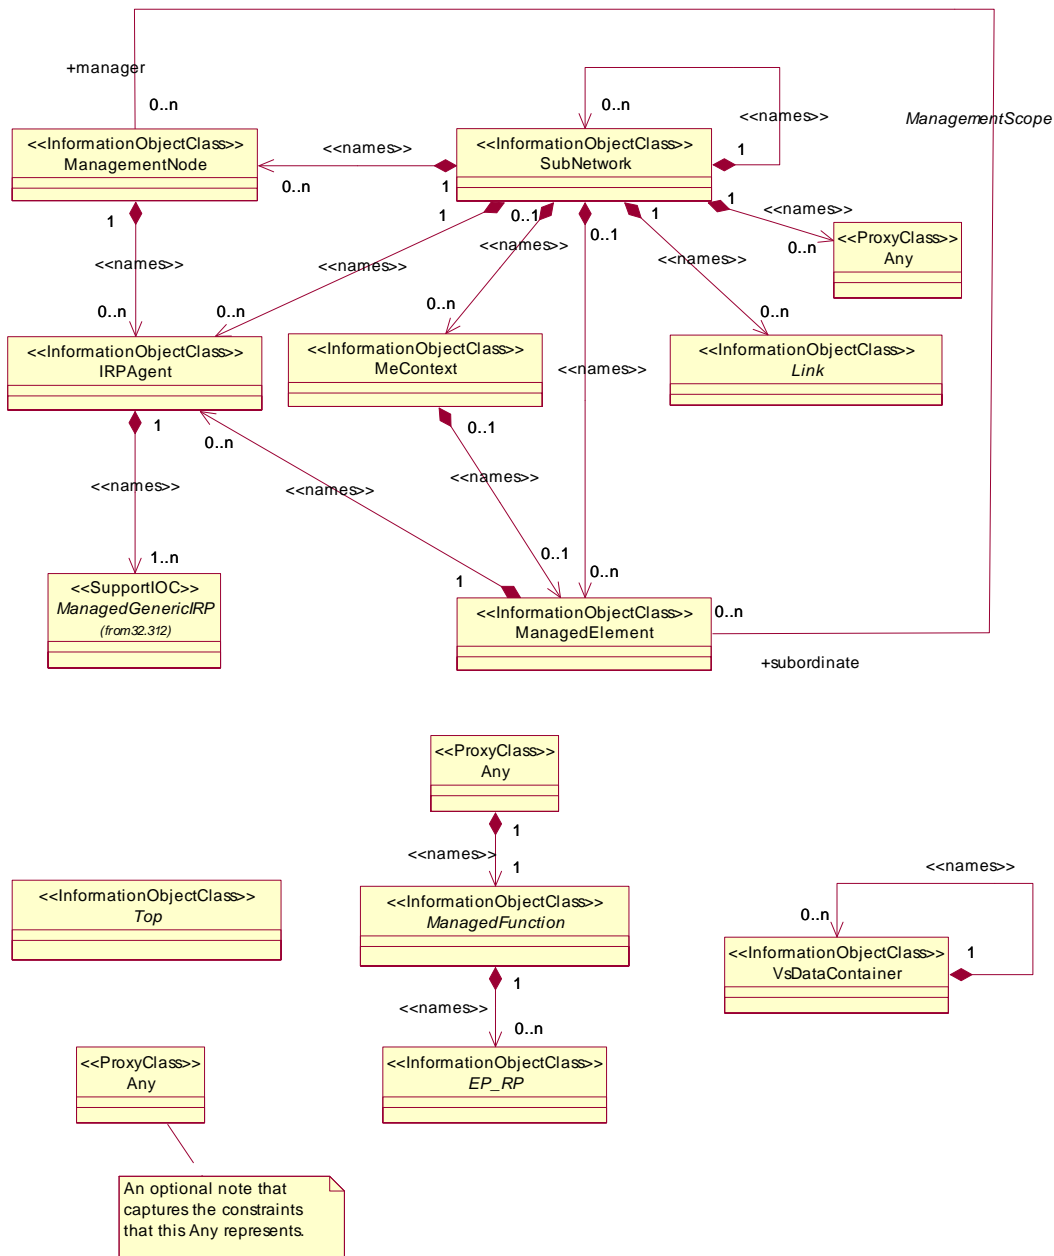 +manager
0..n
0..n
<<names>>
ManagementScope
<<InformationObjectClass>>
ManagementNode
<<names>>
0..n
1
<<InformationObjectClass>>
SubNetwork
1
1
<<names>>
0..n
<<ProxyClass>>
Any
1
<<names>>
0..n
1
<<names>>
0..n
0..1
<<names>>
0..n
0..1
<<names>>
0..n
1
<<names>>
0..n
<<InformationObjectClass>>
IRPAgent
<<InformationObjectClass>>
MeContext
<<InformationObjectClass>>
Link
1
<<names>>
1..n
0..n
<<names>>
1
0..1
<<names>>
0..1
<<SupportIOC>>
ManagedGenericIRP
(from32.312)
<<InformationObjectClass>>
ManagedElement
0..n
+subordinate
<<ProxyClass>>
Any
1
<<names>>
1
<<InformationObjectClass>>
Top
<<InformationObjectClass>>
ManagedFunction
<<names>>
0..n
1
<<InformationObjectClass>>
VsDataContainer
1
<<names>>
0..n
<<ProxyClass>>
Any
<<InformationObjectClass>>
EP_RP
An optional note that
captures the constraints
that this Any represents.